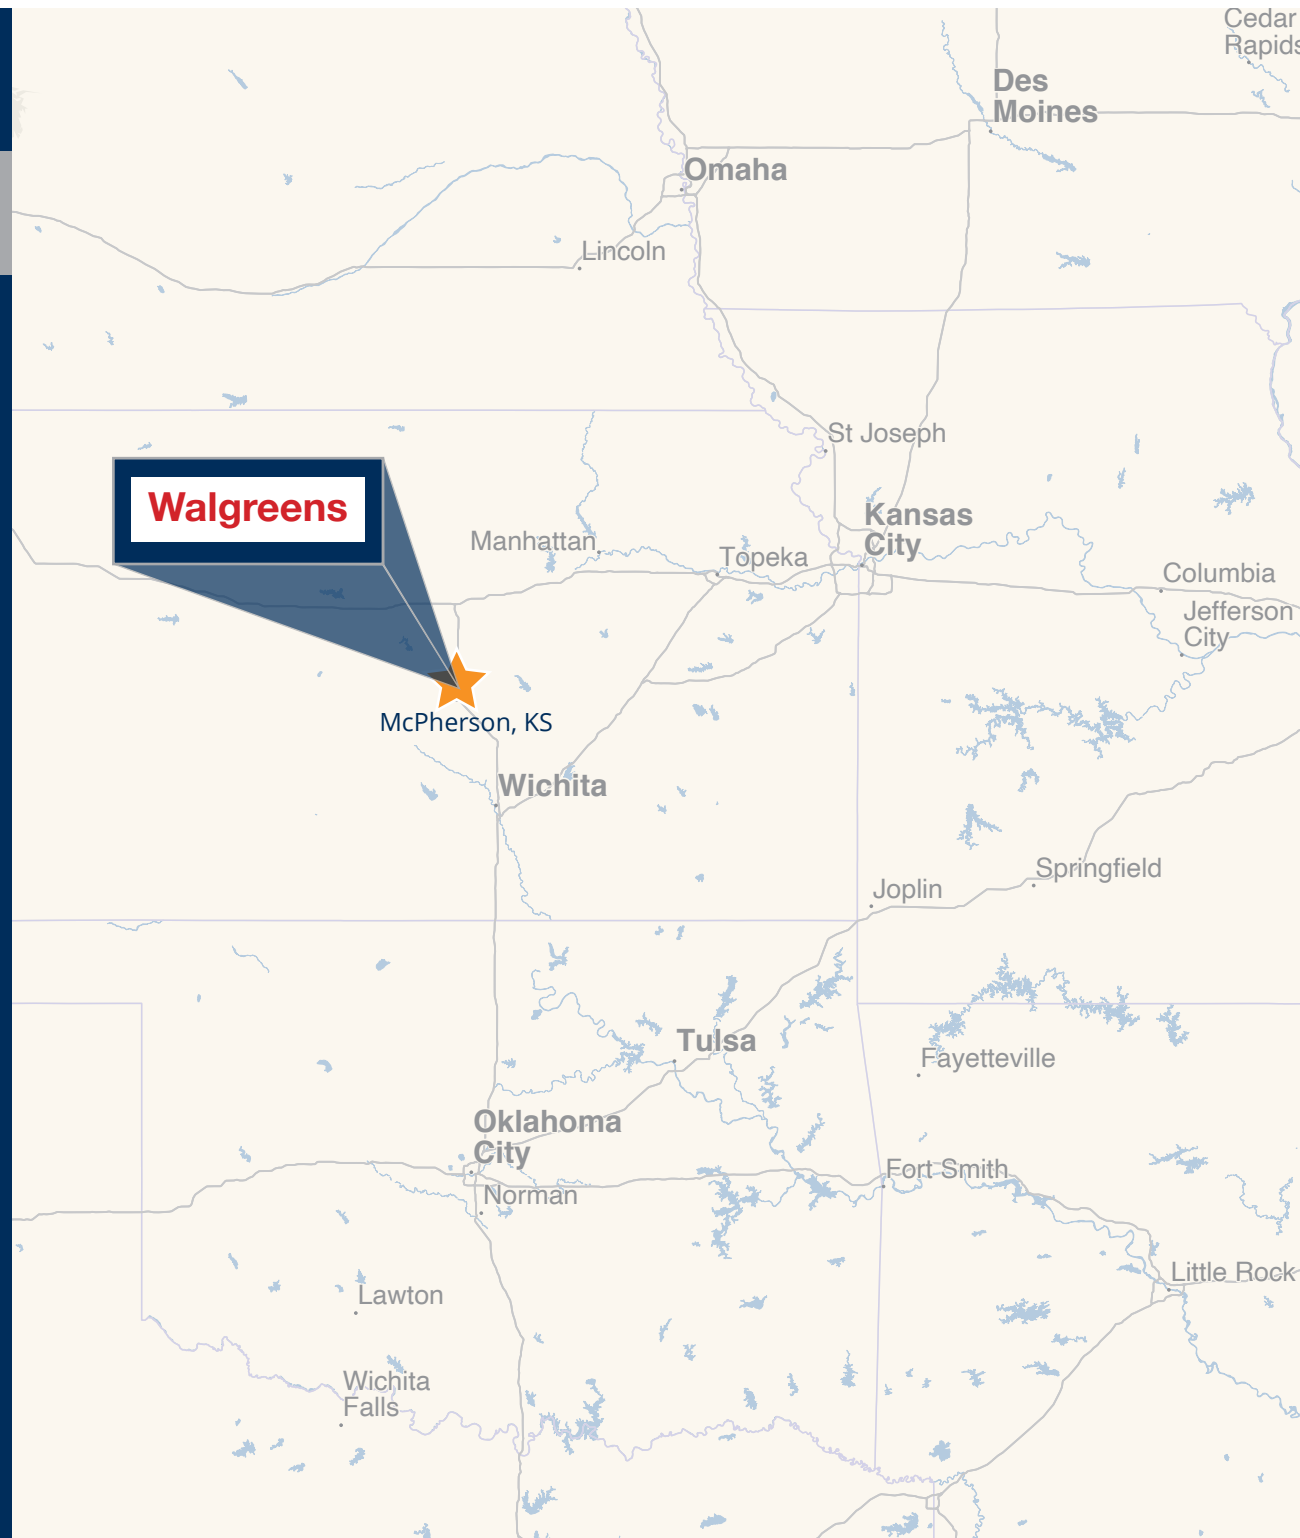 Cedar
Rapids
Des
Moines
Omaha
Lincoln
St Joseph
Walgreens
Kansas
City
Manhattan
Topeka
Columbia
Jefferson
City
McPherson, KS
Wichita
Springfield
Joplin
Tulsa
Fayetteville
Oklahoma
City
Fort Smith
Norman
Little Rock
Lawton
Wichita
Falls